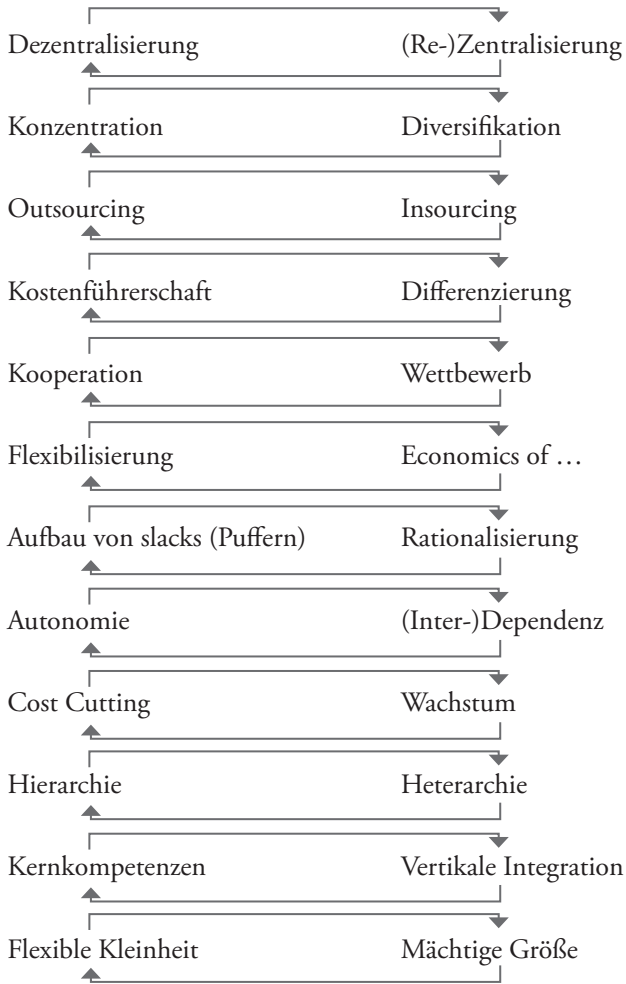 Dezentralisierung (Re-)Zentralisierung
Konzentration Diversifikation
Outsourcing Insourcing
Kostenführerschaft Differenzierung
Kooperation Wettbewerb
Flexibilisierung Economics of …
Aufbau von slacks (Puffern) Rationalisierung
Autonomie (Inter-)Dependenz
Cost Cutting Wachstum
Hierarchie Heterarchie
Kernkompetenzen Vertikale Integration
Flexible Kleinheit Mächtige Größe